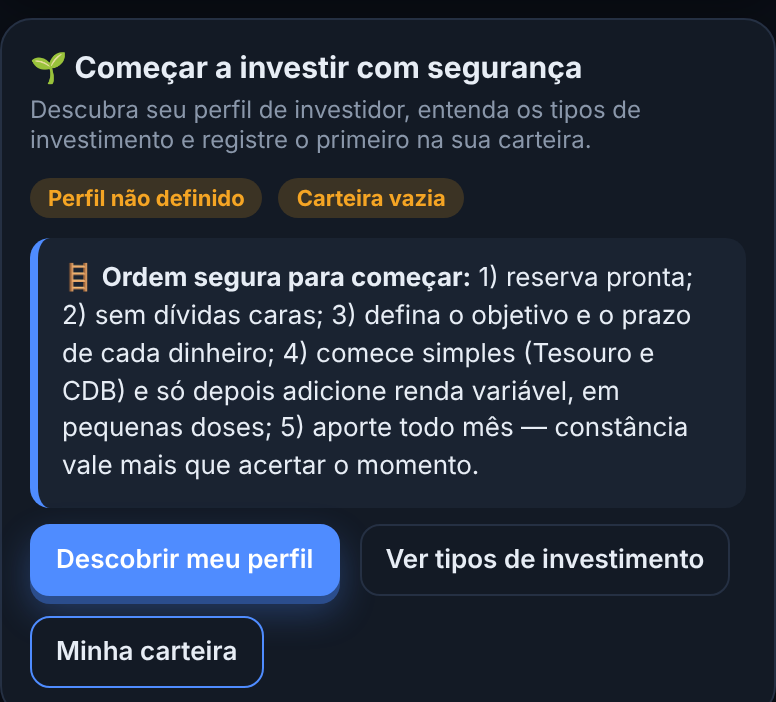 🌱 Começar a investir com segurança
Descubra seu perfil de investidor, entenda os tipos de
investimento e registre o primeiro na sua carteira.
Perfil não definido
Carteira vazia
🪜 Ordem segura para começar: 1) reserva pronta;
2) sem dívidas caras; 3) defina o objetivo e o prazo
de cada dinheiro; 4) comece simples (Tesouro e
CDB) e só depois adicione renda variável, em
pequenas doses; 5) aporte todo mês — constância
vale mais que acertar o momento.
Descobrir meu perfil
Ver tipos de investimento
Minha carteira